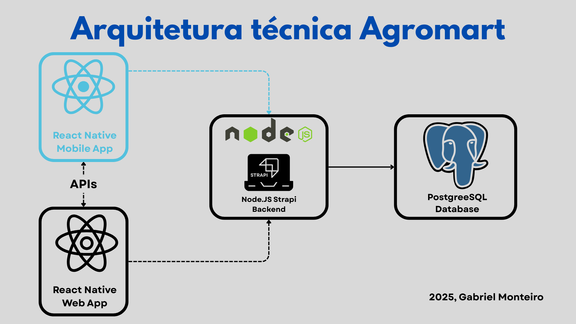 Arquitetura técnica Agromart
React Native
Mobile App
APIs
React Native
Web App
node
JS
STRAPI
Node.JS Strapi
Backend
PostgreeSQL
Database
2025, Gabriel Monteiro